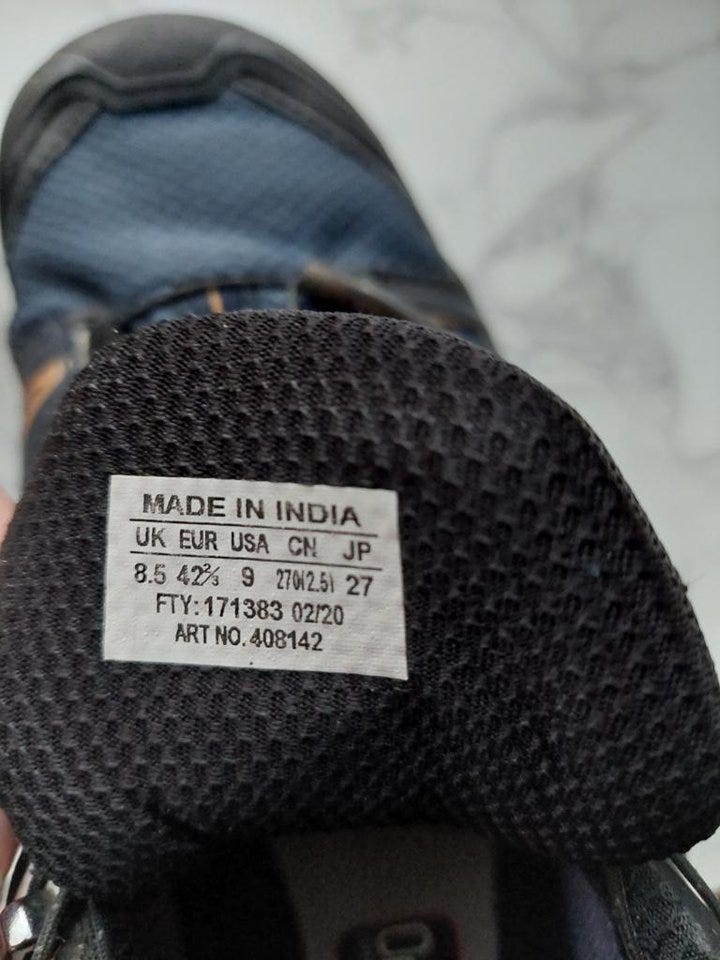 MADE IN INDIA
UK EUR USA CN JP
8.5 42⅔ 9 270(2.5) 27
FTY: 171383 02/20
ART NO. 408142